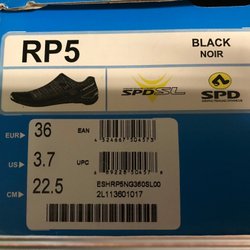 RP5
BLACK
NOIR
SPD-SL
SPD
EUR 36
EAN
US 3.7
UPC
CM 22.5
ESHRP5NG360SL00
2L113601017